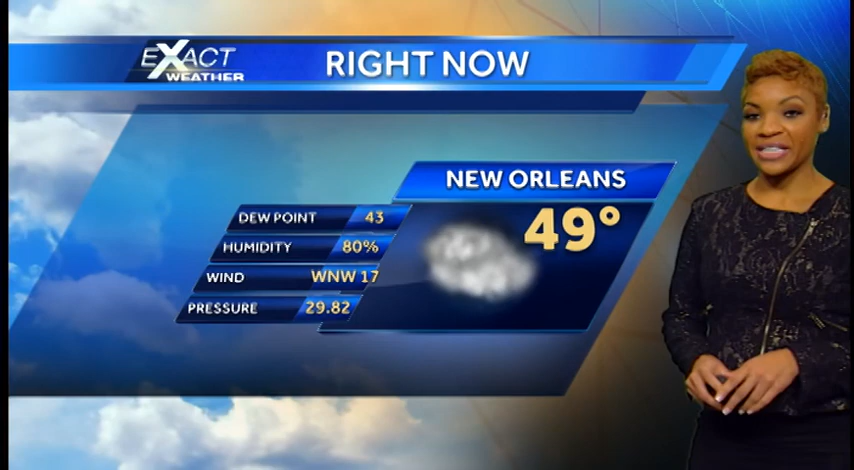 EXACT
WEATHER
RIGHT NOW
NEW ORLEANS
49°
DEW POINT 43
HUMIDITY 80%
WIND WNW 17
PRESSURE 29.82